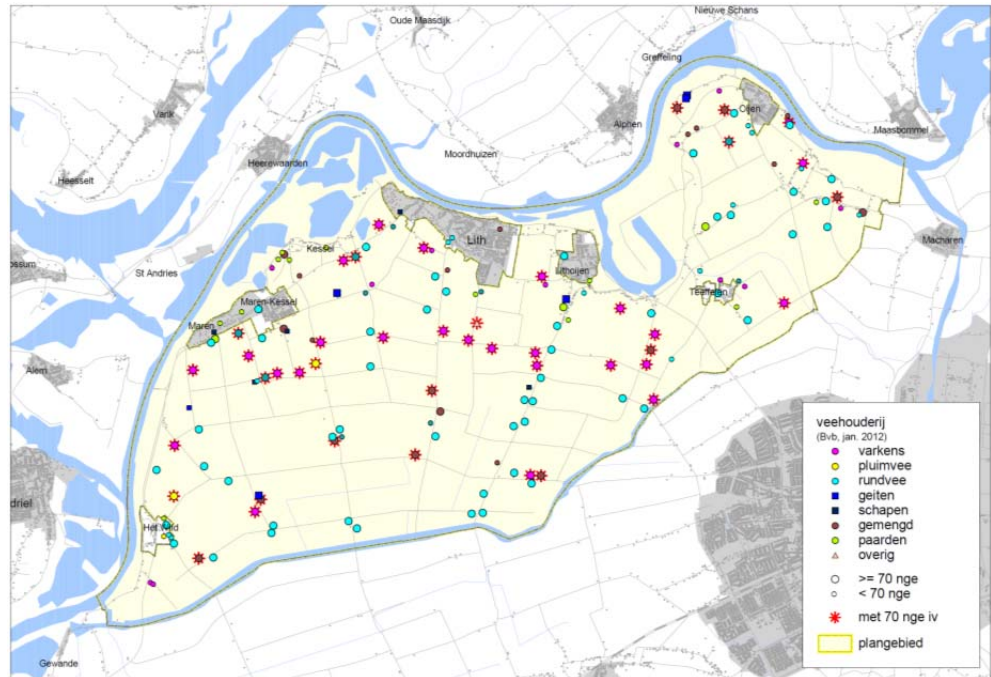 Nieuwe Schans
Oude Maasdijk
Greffeling
Varik
Oijen
Alphen
Maasbommel
Moordhuizen
Heerewaarden
Heesselt
Lith
Macharen
Kessel
Lithoijen
St Andries
ossum
Teeffelen
Maren-Kessel
Maren
Alem
driel
Het Wild
Gewande
veehouderij
(Bvb, jan. 2012)
varkens
pluimvee
rundvee
geiten
schapen
gemengd
paarden
overig
>= 70 nge
< 70 nge
met 70 nge iv
plangebied